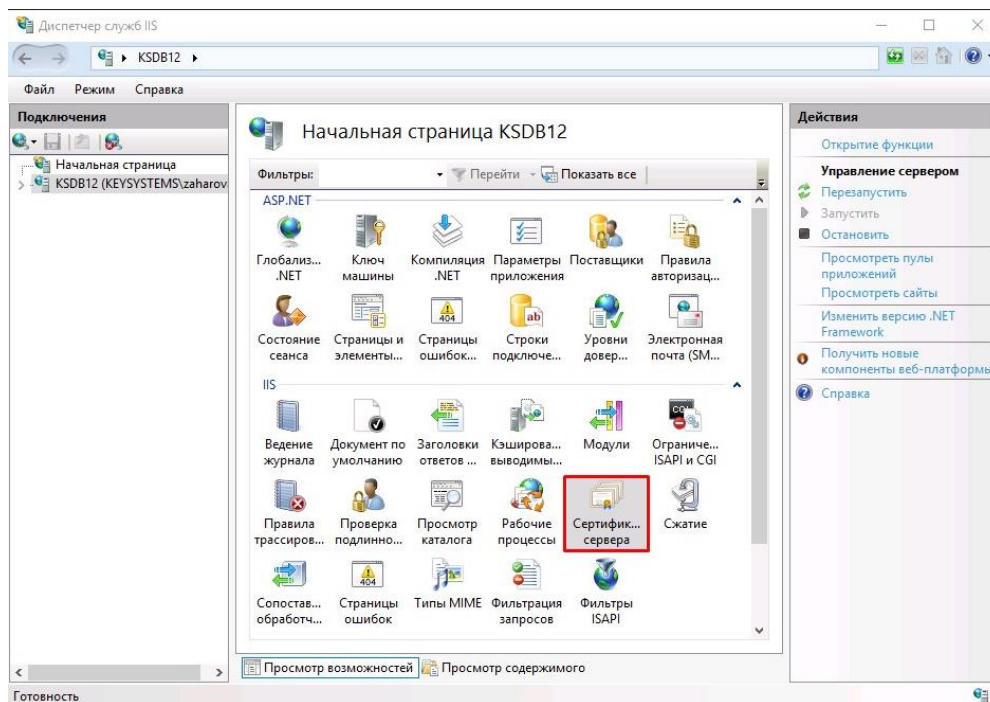 Диспетчер служб IIS
KSDB12
Файл Режим Справка
Подключения
Начальная страница
KSDB12 (KEYSYSTEMS\zaharov
Начальная страница KSDB12
Фильтры: Перейти Показать все
ASP.NET
Глобализ... .NET
Ключ машины
Компиляция .NET
Параметры приложения
Поставщики
Правила авторизац...
Состояние сеанса
Страницы и элементы...
404
Страницы ошибок...
ab
Строки подключе...
Уровни довер...
Электронная почта (SM...
IIS
Ведение журнала
Документ по умолчанию
Заголовки ответов ...
Кэширова... выводимы...
Модули
Ограниче... ISAPI и CGI
Правила трассиров...
Проверка подлинно...
Просмотр каталога
Рабочие процессы
Сертифик... сервера
Сжатие
Сопостав... обработч...
404
Страницы ошибок
Типы MIME
Фильтрация запросов
Фильтры ISAPI
Просмотр возможностей Просмотр содержимого
Действия
Открытие функции
Управление сервером
Перезапустить
Запустить
Остановить
Просмотреть пулы
приложений
Просмотреть сайты
Изменить версию .NET
Framework
Получить новые
компоненты веб-платформы
Справка
Готовность